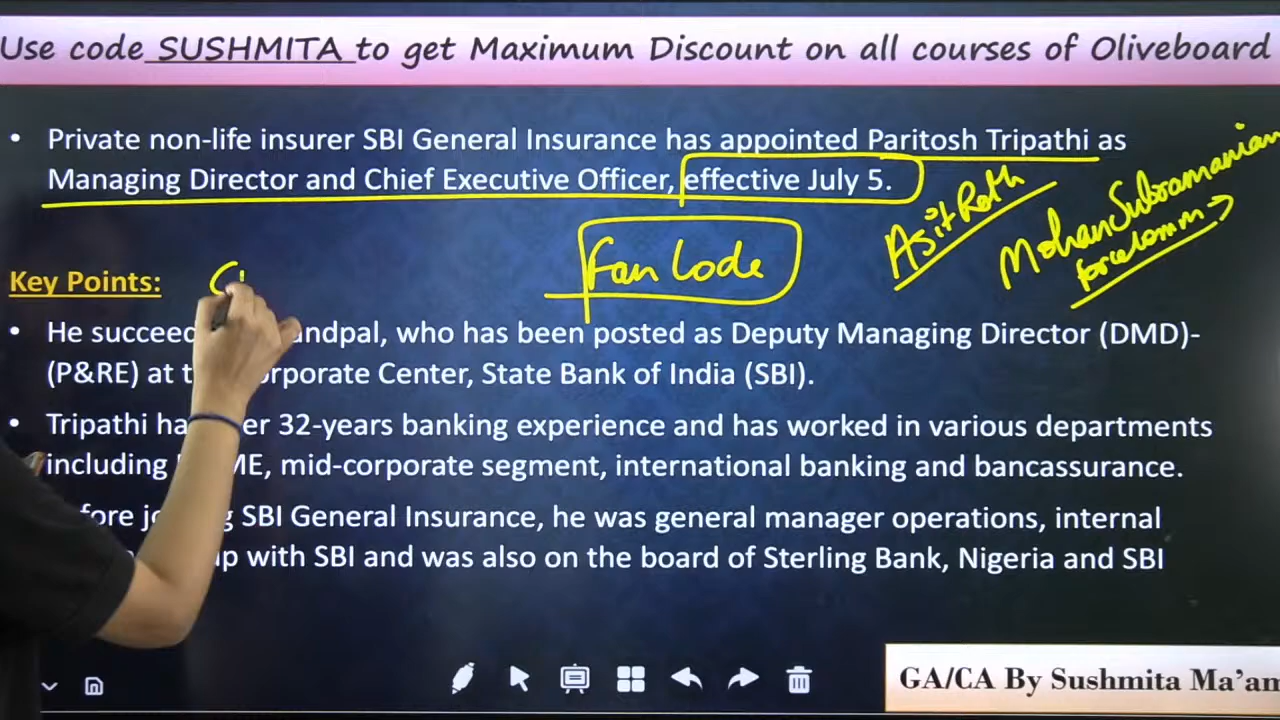 Use code SUSHMITA to get Maximum Discount on all courses of Oliveboard
• Private non-life insurer SBI General Insurance has appointed Paritosh Tripathi as
Managing Director and Chief Executive Officer, effective July 5.
Asit Rath
Mohan Subramanian
forcelomm →
Fan Code
Key Points:
• He succeed andpal, who has been posted as Deputy Managing Director (DMD)-
(P&RE) at t rporate Center, State Bank of India (SBI).
• Tripathi ha er 32-years banking experience and has worked in various departments
including ME, mid-corporate segment, international banking and bancassurance.
fore jo g SBI General Insurance, he was general manager operations, internal
p with SBI and was also on the board of Sterling Bank, Nigeria and SBI
GA/CA By Sushmita Ma'am